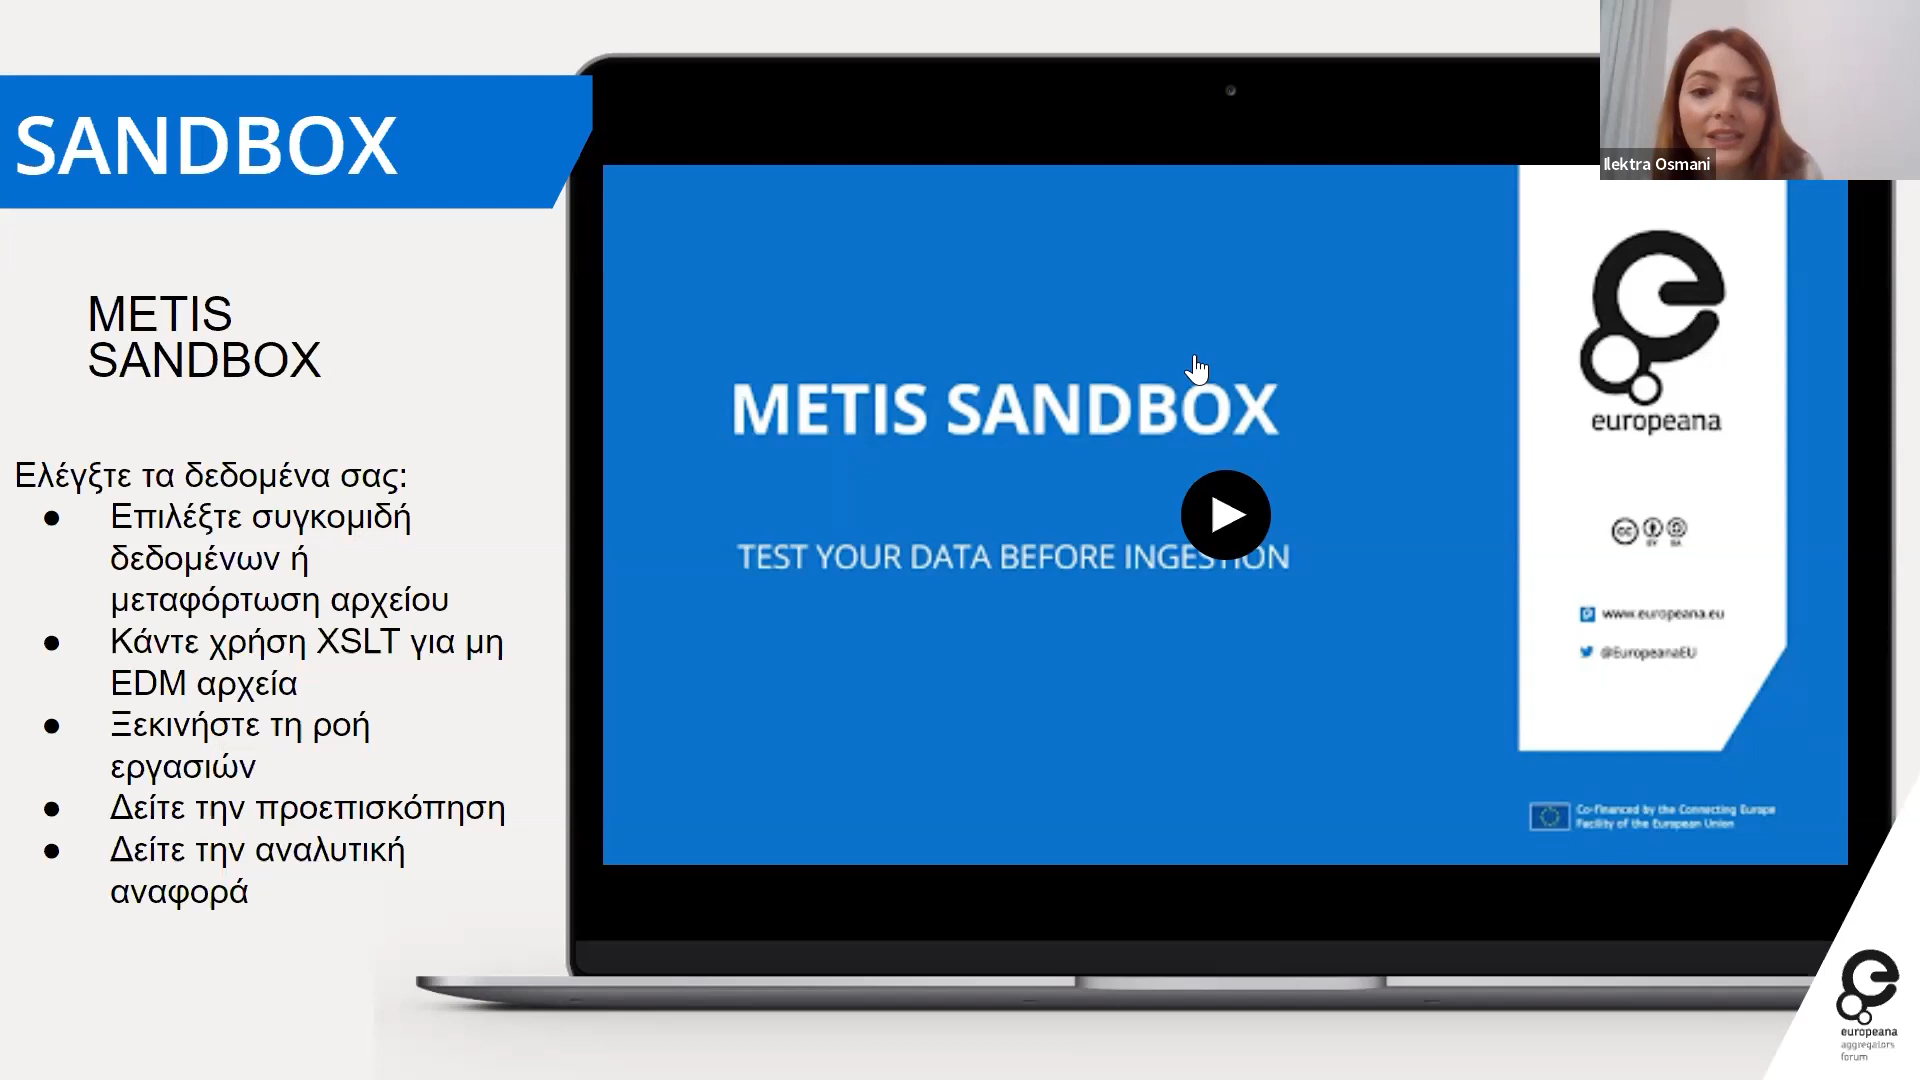 SANDBOX
METIS
SANDBOX
Ελέγξτε τα δεδομένα σας:
● Επιλέξτε συγκομιδή
δεδομένων ή
μεταφόρτωση αρχείου
● Κάντε χρήση XSLT για μη
EDM αρχεία
● Ξεκινήστε τη ροή
εργασιών
● Δείτε την προεπισκόπηση
● Δείτε την αναλυτική
αναφορά
METIS SANDBOX
TEST YOUR DATA BEFORE INGESTION
europeana
cc
BY SA
www.europeana.eu
@EuropeanaEU
Co-financed by the Connecting Europe
Facility of the European Union
Ilektra Osmani
europeana
aggregators
forum